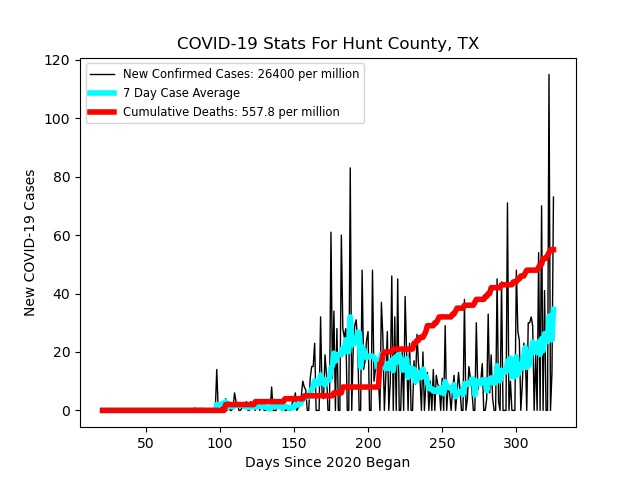 COVID-19 Stats For Hunt County, TX
120
100
80
60
40
20
0
New COVID-19 Cases
New Confirmed Cases: 26400 per million
7 Day Case Average
Cumulative Deaths: 557.8 per million
50 100 150 200 250 300
Days Since 2020 Began